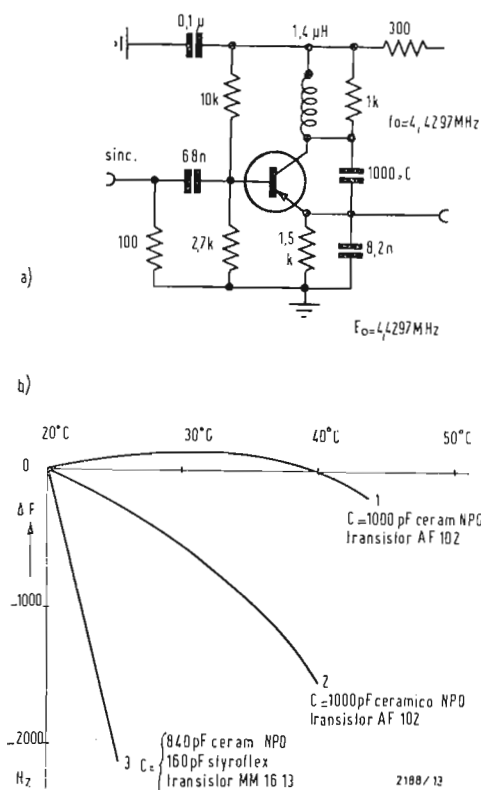 0,1 µ
1,4 µH
300
10k
1k
fo=4,4297MHz
sinc.
68n
1000pC
100
2,7k
1,5
k
8,2n
a)
Eo=4,4297MHz
b)
20°C
30°C
40°C
50°C
0
ΔF
1
C=1000 pF ceram NPO
transistor AF 102
-1000
2
C=1000pF ceramico NPO
transistor AF 102
-2000
3 C=
840pF ceram NPO
160pF styroflex
transistor MM 16 13
Hz
2188/13